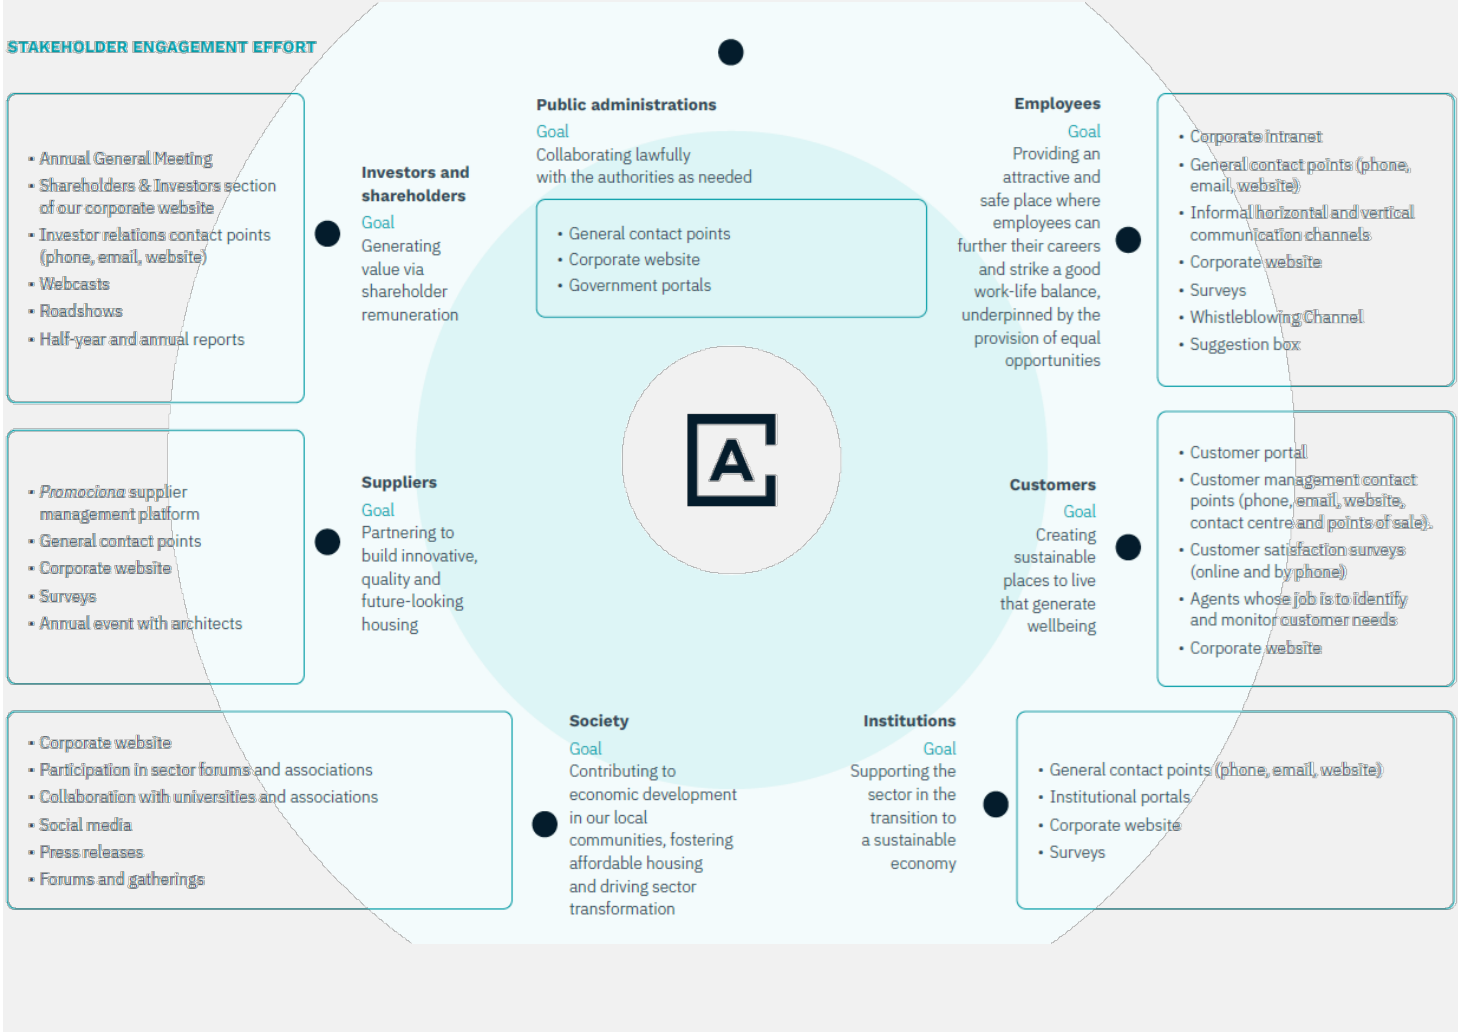 STAKEHOLDER ENGAGEMENT EFFORT
• Annual General Meeting
• Shareholders & Investors section
of our corporate website
• Investor relations contact points
(phone, email, website)
• Webcasts
• Roadshows
• Half-year and annual reports
Investors and
shareholders
Goal
Generating
value via
shareholder
remuneration
Public administrations
Goal
Collaborating lawfully
with the authorities as needed
• General contact points
• Corporate website
• Government portals
Employees
Goal
Providing an
attractive and
safe place where
employees can
further their careers
and strike a good
work-life balance,
underpinned by the
provision of equal
opportunities
• Corporate intranet
• General contact points (phone,
email, website)
• Informal horizontal and vertical
communication channels
• Corporate website
• Surveys
• Whistleblowing Channel
• Suggestion box
• Promociona supplier
management platform
• General contact points
• Corporate website
• Surveys
• Annual event with architects
Suppliers
Goal
Partnering to
build innovative,
quality and
future-looking
housing
A
Customers
Goal
Creating
sustainable
places to live
that generate
wellbeing
• Customer portal
• Customer management contact
points (phone, email, website,
contact centre and points of sale).
• Customer satisfaction surveys
(online and by phone)
• Agents whose job is to identify
and monitor customer needs
• Corporate website
• Corporate website
• Participation in sector forums and associations
• Collaboration with universities and associations
• Social media
• Press releases
• Forums and gatherings
Society
Goal
Contributing to
economic development
in our local
communities, fostering
affordable housing
and driving sector
transformation
Institutions
Goal
Supporting the
sector in the
transition to
a sustainable
economy
• General contact points (phone, email, website)
• Institutional portals
• Corporate website
• Surveys